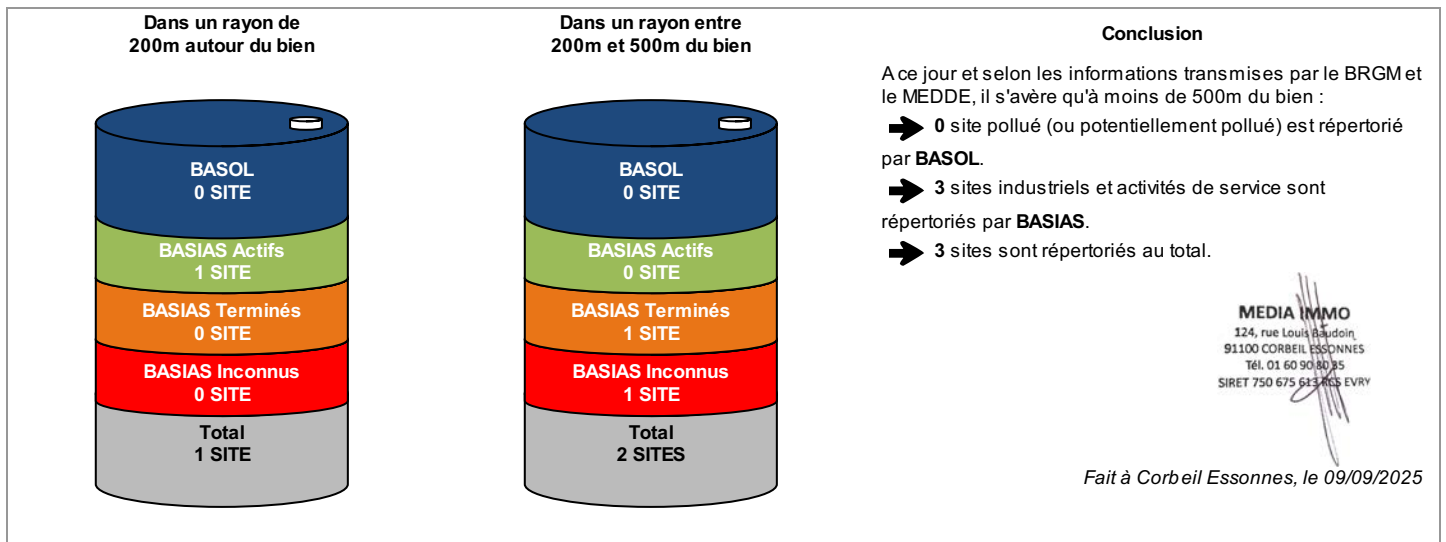 Dans un rayon de
200m autour du bien
BASOL
0 SITE
BASIAS Actifs
1 SITE
BASIAS Terminés
0 SITE
BASIAS Inconnus
0 SITE
Total
1 SITE
Dans un rayon entre
200m et 500m du bien
BASOL
0 SITE
BASIAS Actifs
0 SITE
BASIAS Terminés
1 SITE
BASIAS Inconnus
1 SITE
Total
2 SITES
Conclusion
A ce jour et selon les informations transmises par le BRGM et
le MEDDE, il s'avère qu'à moins de 500m du bien :
0 site pollué (ou potentiellement pollué) est répertorié
par BASOL.
3 sites industriels et activités de service sont
répertoriés par BASIAS.
3 sites sont répertoriés au total.
MEDIA IMMO
124, rue Louis Baudoin
91100 CORBEIL ESSONNES
Tél. 01 60 90 80 85
SIRET 750 675 613 RCS EVRY
Fait à Corbeil Essonnes, le 09/09/2025